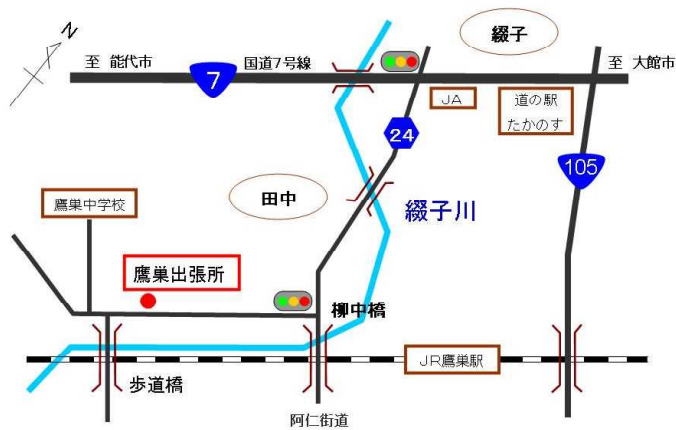 N
綴子
至 能代市
国道7号線
至 大館市
7
JA
道の駅
たかのす
24
105
田中
綴子川
鷹巣中学校
鷹巣出張所
柳中橋
JR鷹巣駅
歩道橋
阿仁街道